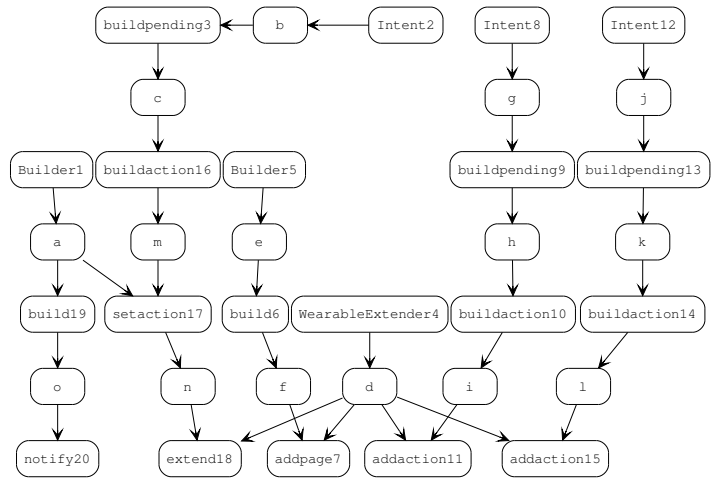 buildpending3 b Intent2 Intent8 Intent12
c g j
Builder1 buildaction16 Builder5 buildpending9 buildpending13
a m e h k
build19 setaction17 build6 WearableExtender4 buildaction10 buildaction14
o n f d i l
notify20 extend18 addpage7 addaction11 addaction15